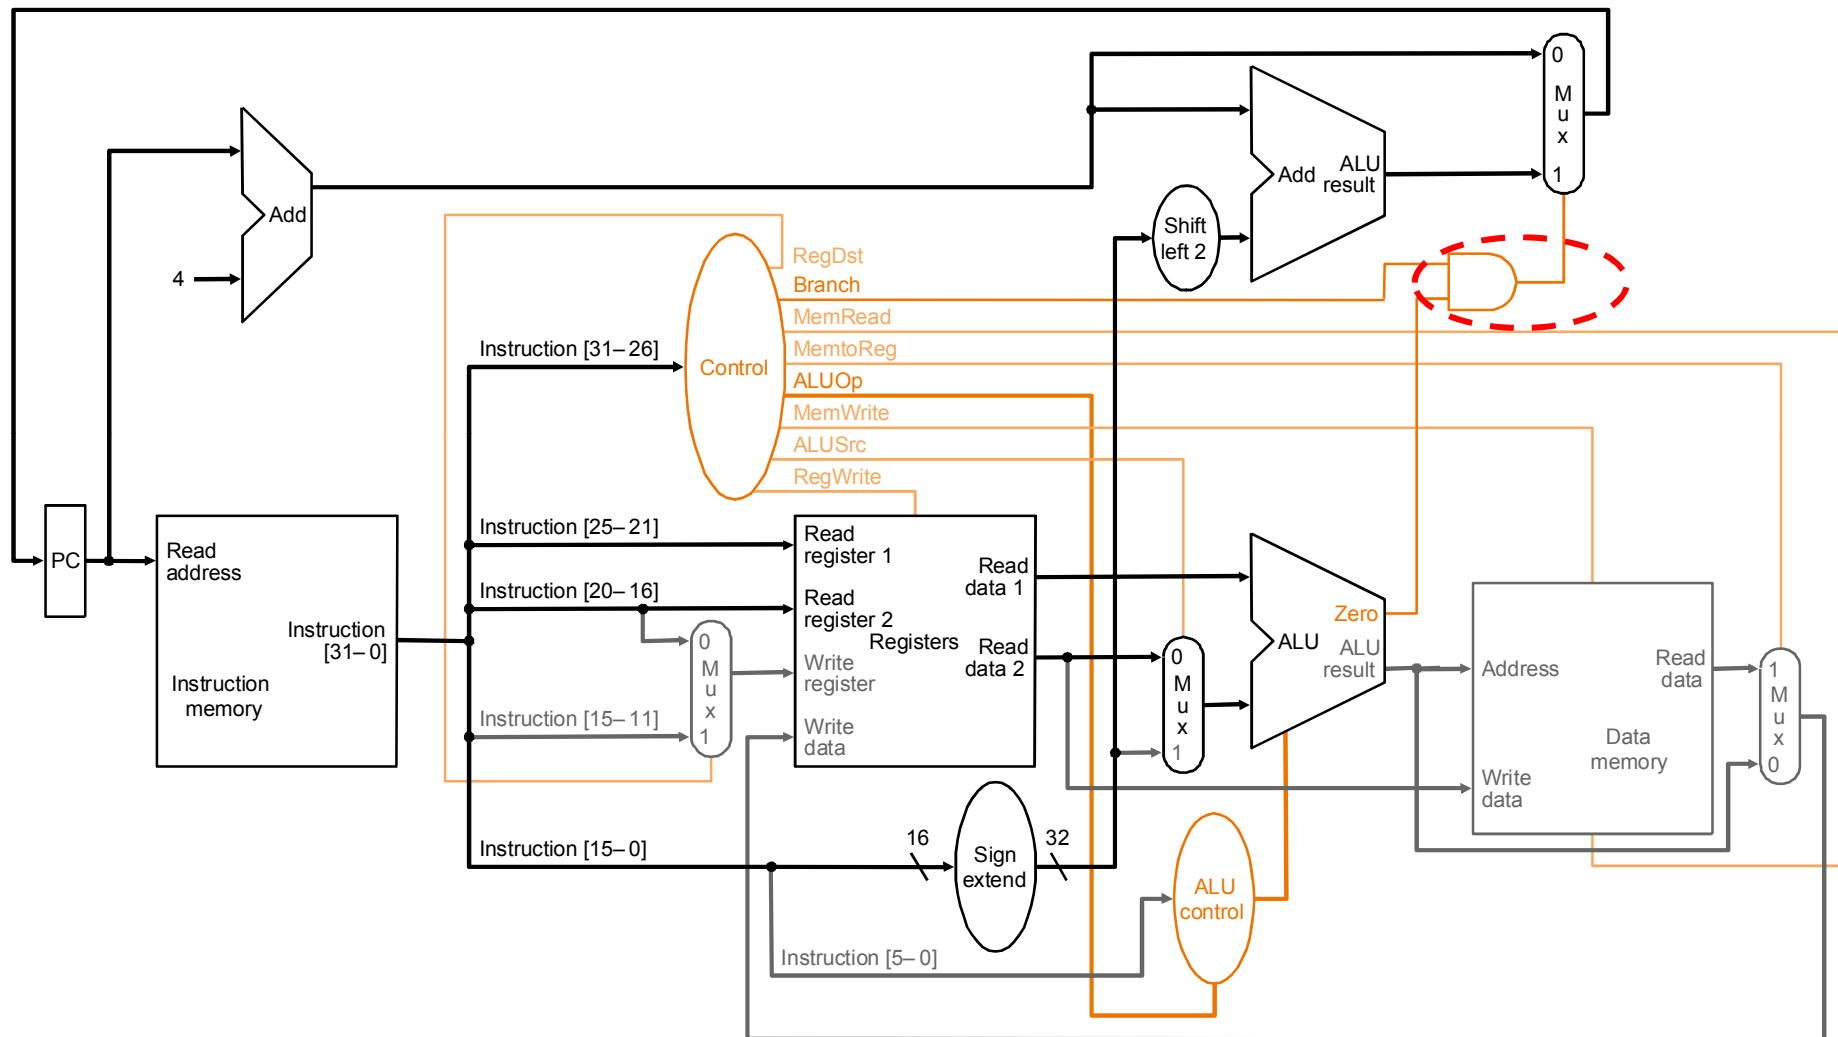 0
M
u
x
1
Add
ALU
result
Shift
left 2
Add
4
RegDst
Branch
MemRead
MemtoReg
ALUOp
MemWrite
ALUSrc
RegWrite
Control
Instruction [31–26]
Instruction [25–21]
Instruction [20–16]
Instruction [15–11]
Instruction [15–0]
Instruction [5–0]
PC
Read
address
Instruction
[31–0]
Instruction
memory
0
M
u
x
1
Read
register 1
Read
register 2
Write
register
Write
data
Registers
Read
data 1
Read
data 2
0
M
u
x
1
Zero
ALU
ALU
result
Address
Write
data
Read
data
Data
memory
1
M
u
x
0
16
Sign
extend
32
ALU
control